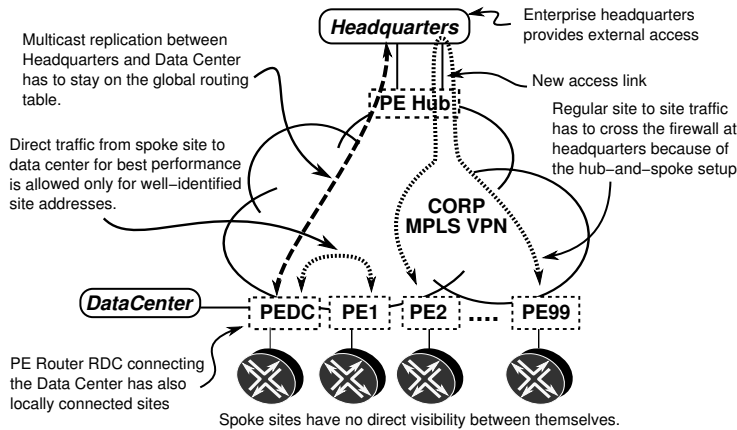 Headquarters
Enterprise headquarters
provides external access
Multicast replication between
Headquarters and Data Center
has to stay on the global routing
table.
New access link
PE Hub
Regular site to site traffic
has to cross the firewall at
headquarters because of
the hub−and−spoke setup
Direct traffic from spoke site to
data center for best performance
is allowed only for well−identified
site addresses.
CORP
MPLS VPN
DataCenter
PEDC
PE1
PE2
....
PE99
PE Router RDC connecting
the Data Center has also
locally connected sites
Spoke sites have no direct visibility between themselves.